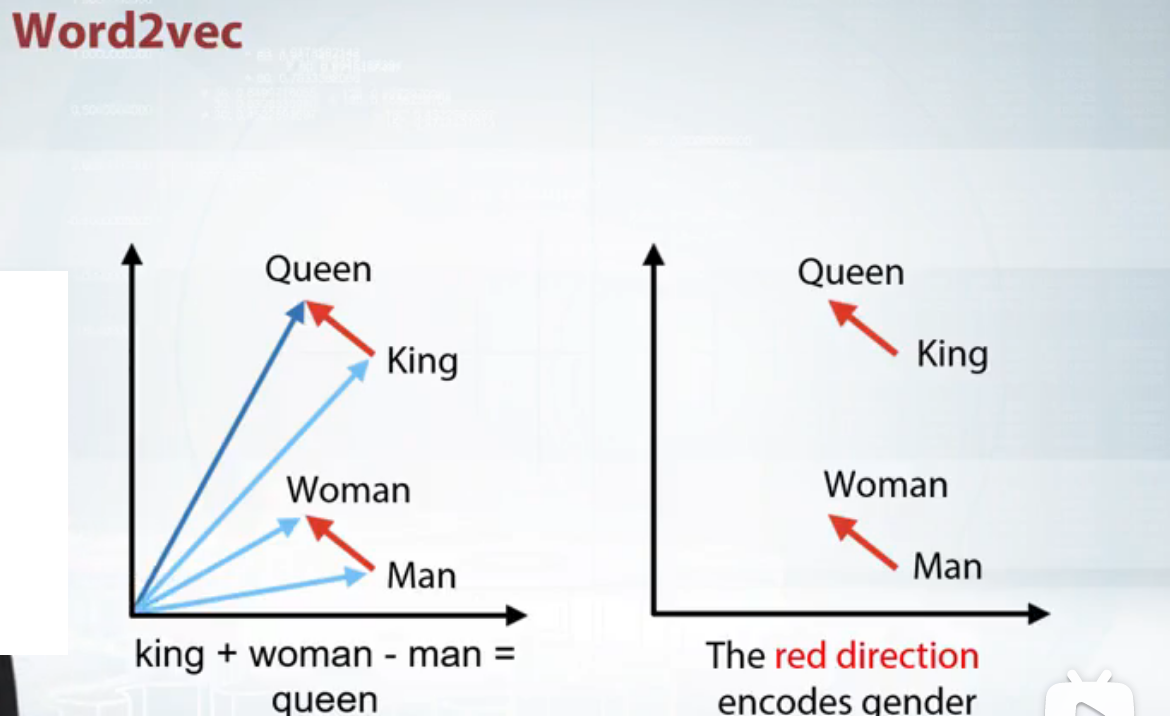 Word2vec
Queen
King
Woman
Man
king + woman - man =
queen
Queen
King
Woman
Man
The red direction
encodes gender